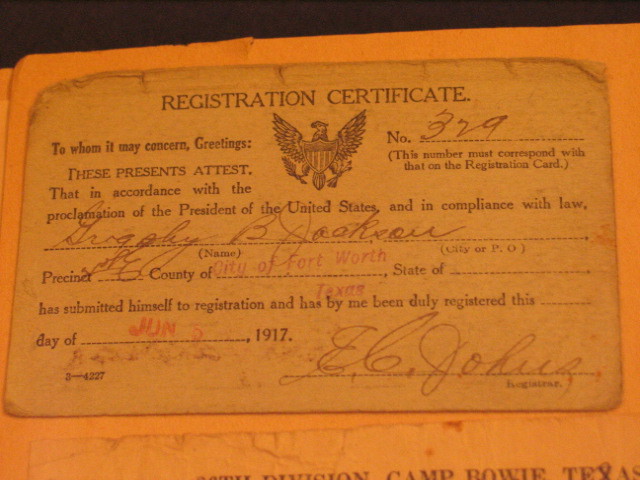 REGISTRATION CERTIFICATE.
To whom it may concern, Greetings:
No. 329
(This number must correspond with
that on the Registration Card.)
THESE PRESENTS ATTEST.
That in accordance with the
proclamation of the President of the United States, and in compliance with law,
B. Jackson
(Name) (City or P. O)
Precinct County of City of Fort Worth, State of
Texas
has submitted himself to registration and has by me been duly registered this
day of JUN 5, 1917.
E. C. Johns
Registrar.
3—4227
36TH DIVISION, CAMP BOWIE, TEXAS